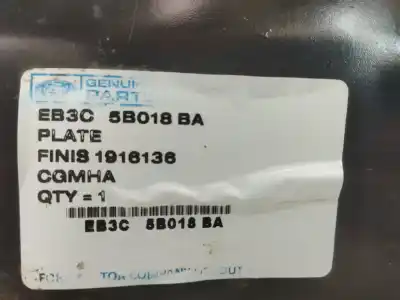 GENUINE
PARTS
EB3C 5B018 BA
PLATE
FINIS 1916136
CGMHA
QTY = 1
EB3C 5B018 BA